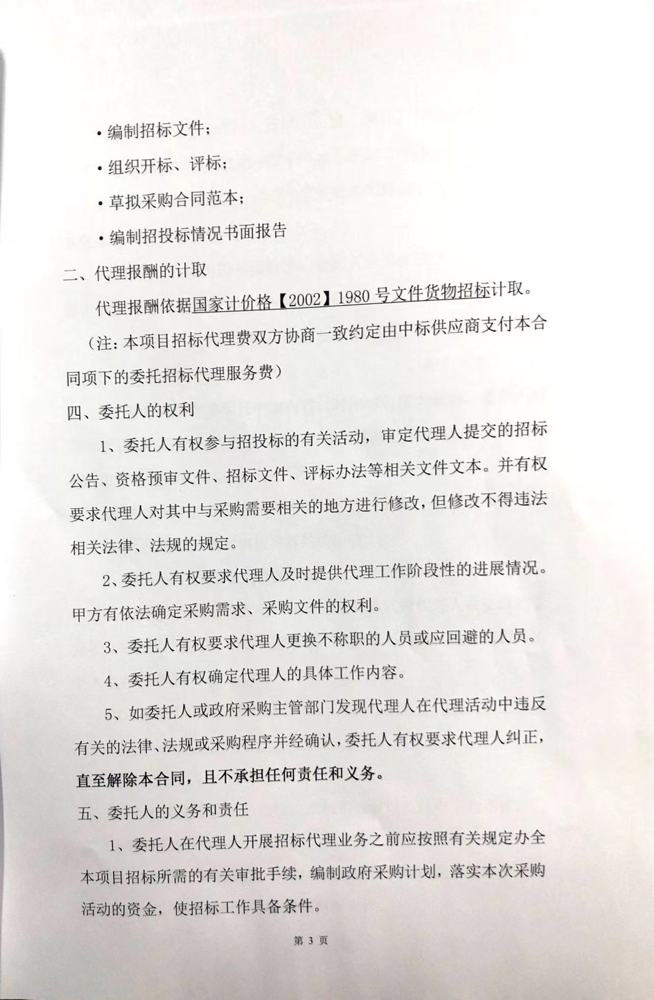 ·编制招标文件；
·组织开标、评标；
·草拟采购合同范本；
·编制招投标情况书面报告
二、代理报酬的计取
代理报酬依据国家计价格【2002】1980 号文件货物招标计取。
（注：本项目招标代理费双方协商一致约定由中标供应商支付本合
同项下的委托招标代理服务费）
四、委托人的权利
1、委托人有权参与招投标的有关活动，审定代理人提交的招标
公告、资格预审文件、招标文件、评标办法等相关文件文本。并有权
要求代理人对其中与采购需要相关的地方进行修改，但修改不得违法
相关法律、法规的规定。
2、委托人有权要求代理人及时提供代理工作阶段性的进展情况。
甲方有依法确定采购需求、采购文件的权利。
3、委托人有权要求代理人更换不称职的人员或应回避的人员。
4、委托人有权确定代理人的具体工作内容。
5、如委托人或政府采购主管部门发现代理人在代理活动中违反
有关的法律、法规或采购程序并经确认，委托人有权要求代理人纠正，
直至解除本合同，且不承担任何责任和义务。
五、委托人的义务和责任
1、委托人在代理人开展招标代理业务之前应按照有关规定办全
本项目招标所需的有关审批手续，编制政府采购计划，落实本次采购
活动的资金，使招标工作具备条件。
第 3 页